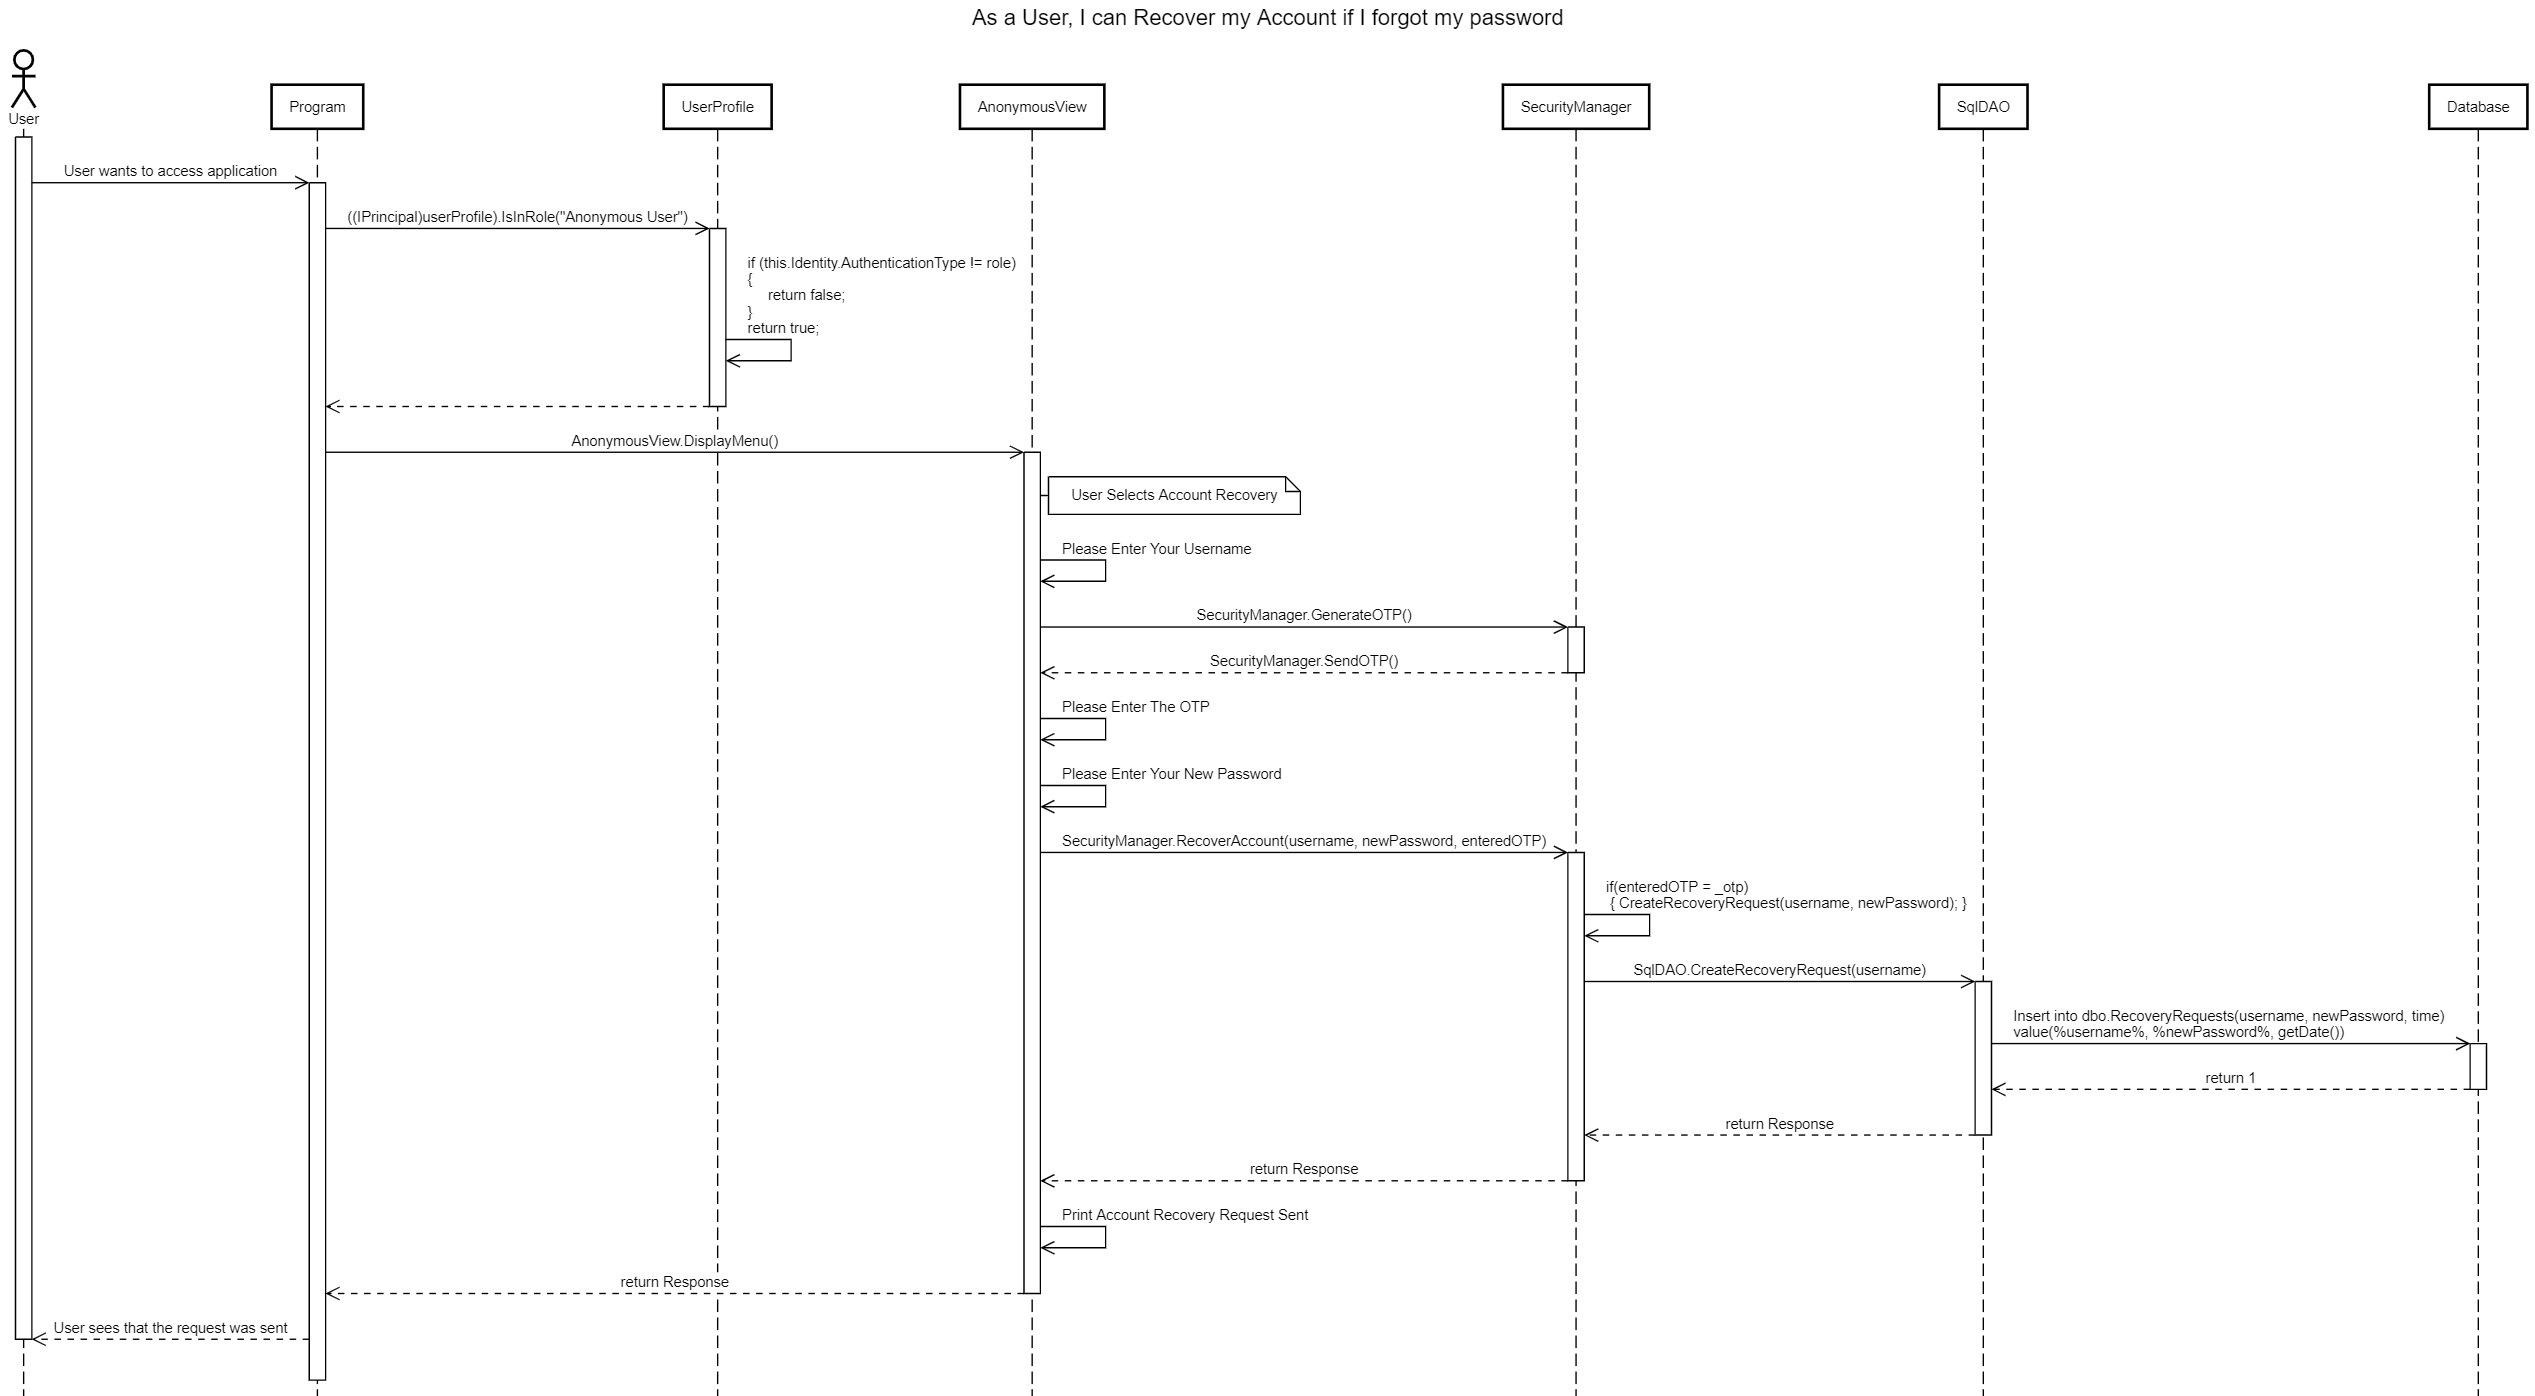 As a User, I can Recover my Account if I forgot my password
User
Program
UserProfile
AnonymousView
SecurityManager
SqlDAO
Database
User wants to access application
((IPrincipal)userProfile).IsInRole("Anonymous User")
if (this.Identity.AuthenticationType != role)
{
return false;
}
return true;
AnonymousView.DisplayMenu()
User Selects Account Recovery
Please Enter Your Username
SecurityManager.GenerateOTP()
SecurityManager.SendOTP()
Please Enter The OTP
Please Enter Your New Password
SecurityManager.RecoverAccount(username, newPassword, enteredOTP)
if(enteredOTP = _otp)
{ CreateRecoveryRequest(username, newPassword); }
SqlDAO.CreateRecoveryRequest(username)
Insert into dbo.RecoveryRequests(username, newPassword, time)
value(%username%, %newPassword%, getDate())
return 1
return Response
return Response
Print Account Recovery Request Sent
return Response
User sees that the request was sent